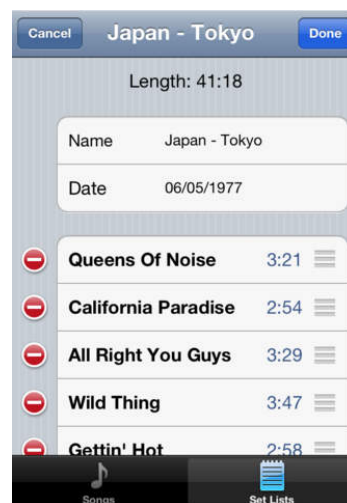 Cancel Japan - Tokyo Done
Length: 41:18
Name Japan - Tokyo
Date 06/05/1977
Queens Of Noise 3:21
California Paradise 2:54
All Right You Guys 3:29
Wild Thing 3:47
Gettin' Hot 2:58
Songs Set Lists